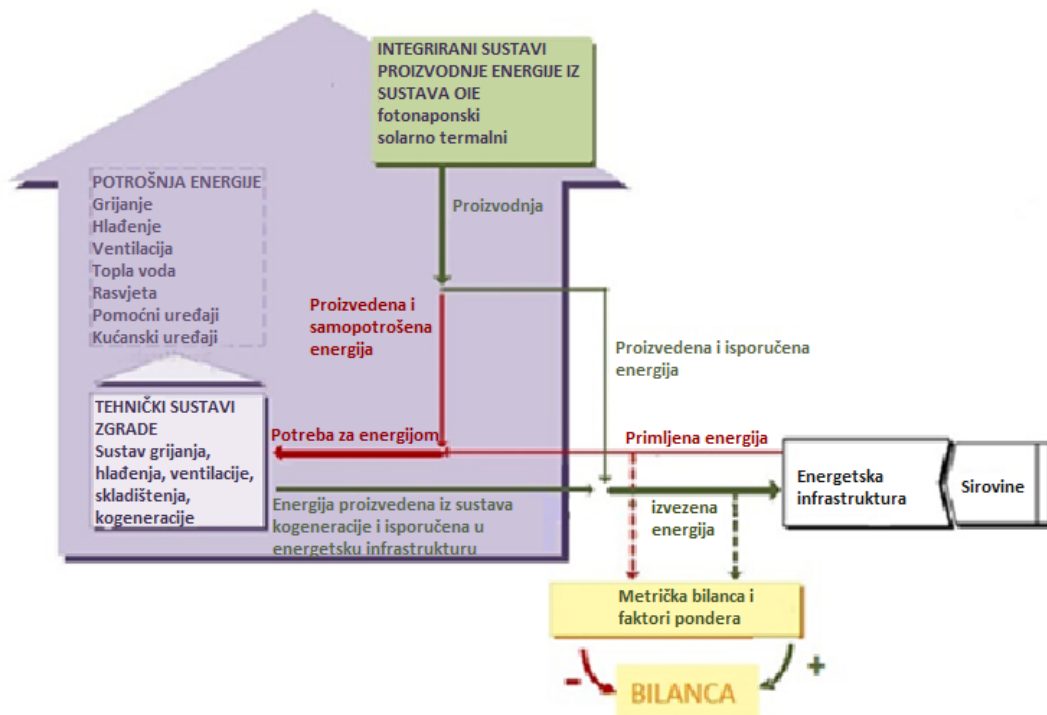 INTEGRIRANI SUSTAVI
PROIZVODNJE ENERGIJE IZ
SUSTAVA OIE
fotonaponski
solarno termalni
POTROŠNJA ENERGIJE
Grijanje
Hlađenje
Ventilacija
Topla voda
Rasvjeta
Pomoćni uređaji
Kućanski uređaji
Proizvodnja
Proizvedena i
samopotrošena
energija
Proizvedena i isporučena
energija
TEHNIČKI SUSTAVI
ZGRADE
Sustav grijanja,
hlađenja, ventilacije,
skladištenja,
kogeneracije
Potreba za energijom
Primljena energija
Energija proizvedena iz sustava
kogeneracije i isporučena u
energetsku infrastrukturu
izvezena
energija
Energetska
infrastruktura
Sirovine
Metrička bilanca i
faktori pondera
-
+
BILANCA